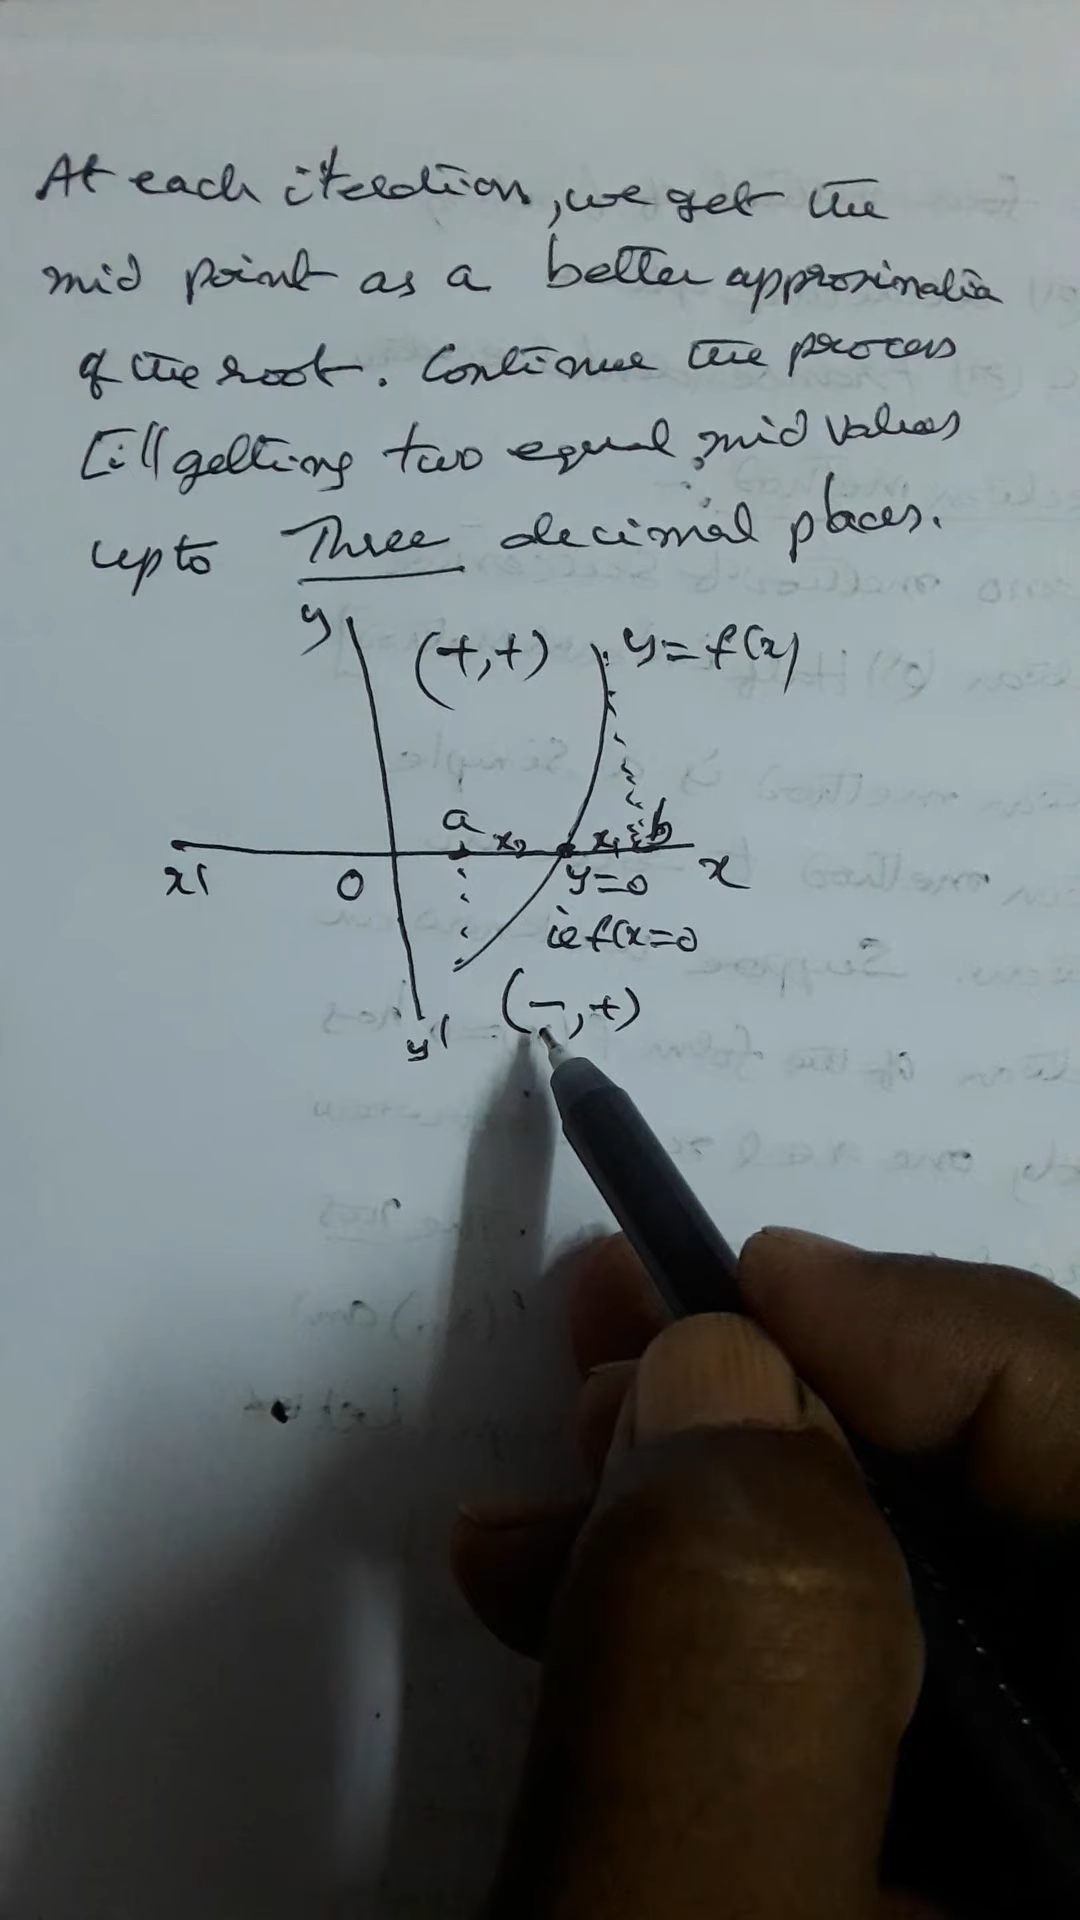 At each iteration, we get the
mid point as a better approximation
of the root. Continue the process
till getting two equal mid values
upto Three decimal places.
y
(+,+)
y=f(x)
a
x2
x1
b
x'
0
y=0
x
ie f(x=0
(-,+)
y'